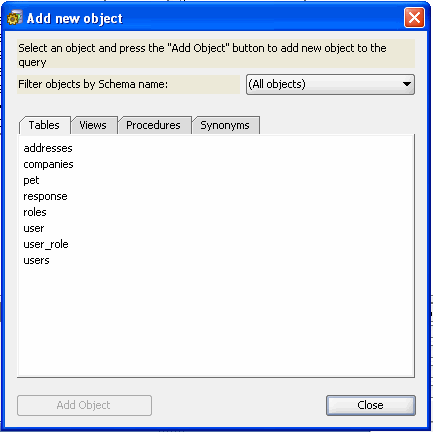 Add new object
Select an object and press the "Add Object" button to add new object to the
query
Filter objects by Schema name:
(All objects)
Tables
Views
Procedures
Synonyms
addresses
companies
pet
response
roles
user
user_role
users
Add Object
Close